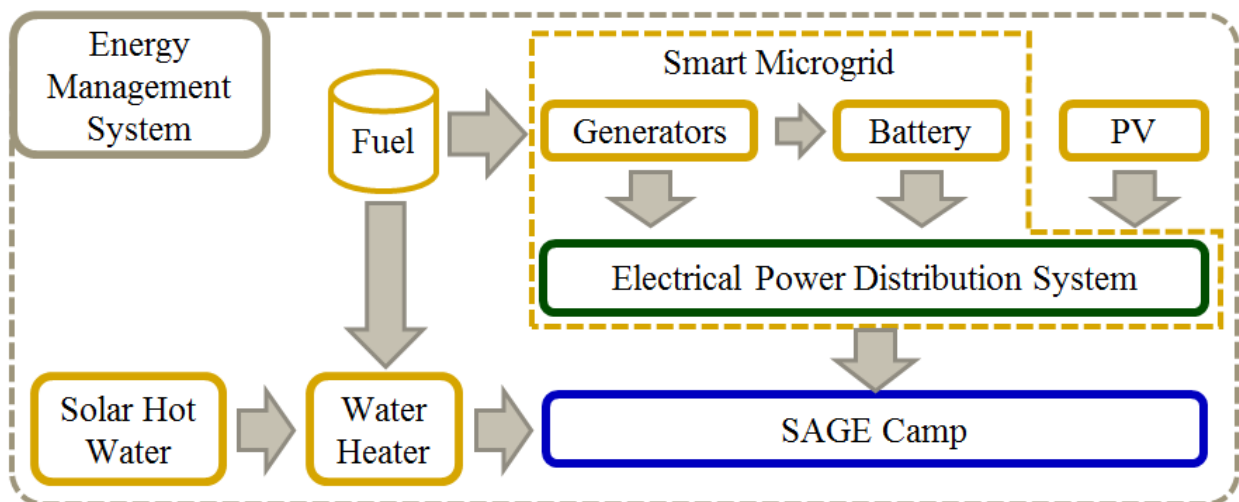 Energy
Management
System
Smart Microgrid
Fuel
Generators
Battery
PV
Electrical Power Distribution System
Solar Hot
Water
Water
Heater
SAGE Camp